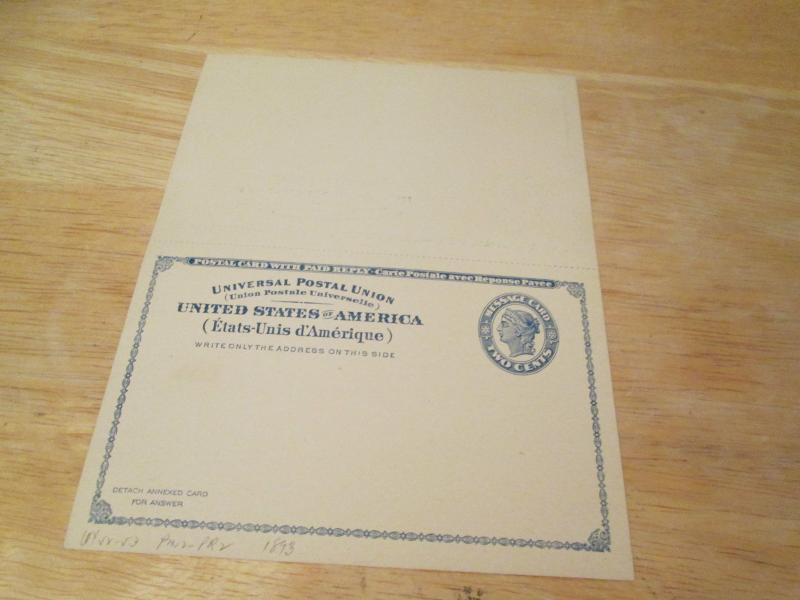 POSTAL CARD WITH PAID REPLY-Carte Postale avec Réponse Payée
UNIVERSAL POSTAL UNION
(Union Postale Universelle)
UNITED STATES OF AMERICA
(États-Unis d'Amérique)
WRITE ONLY THE ADDRESS ON THIS SIDE
MESSAGE CARD
TWO CENTS
DETACH ANNEXED CARD
FOR ANSWER
1893